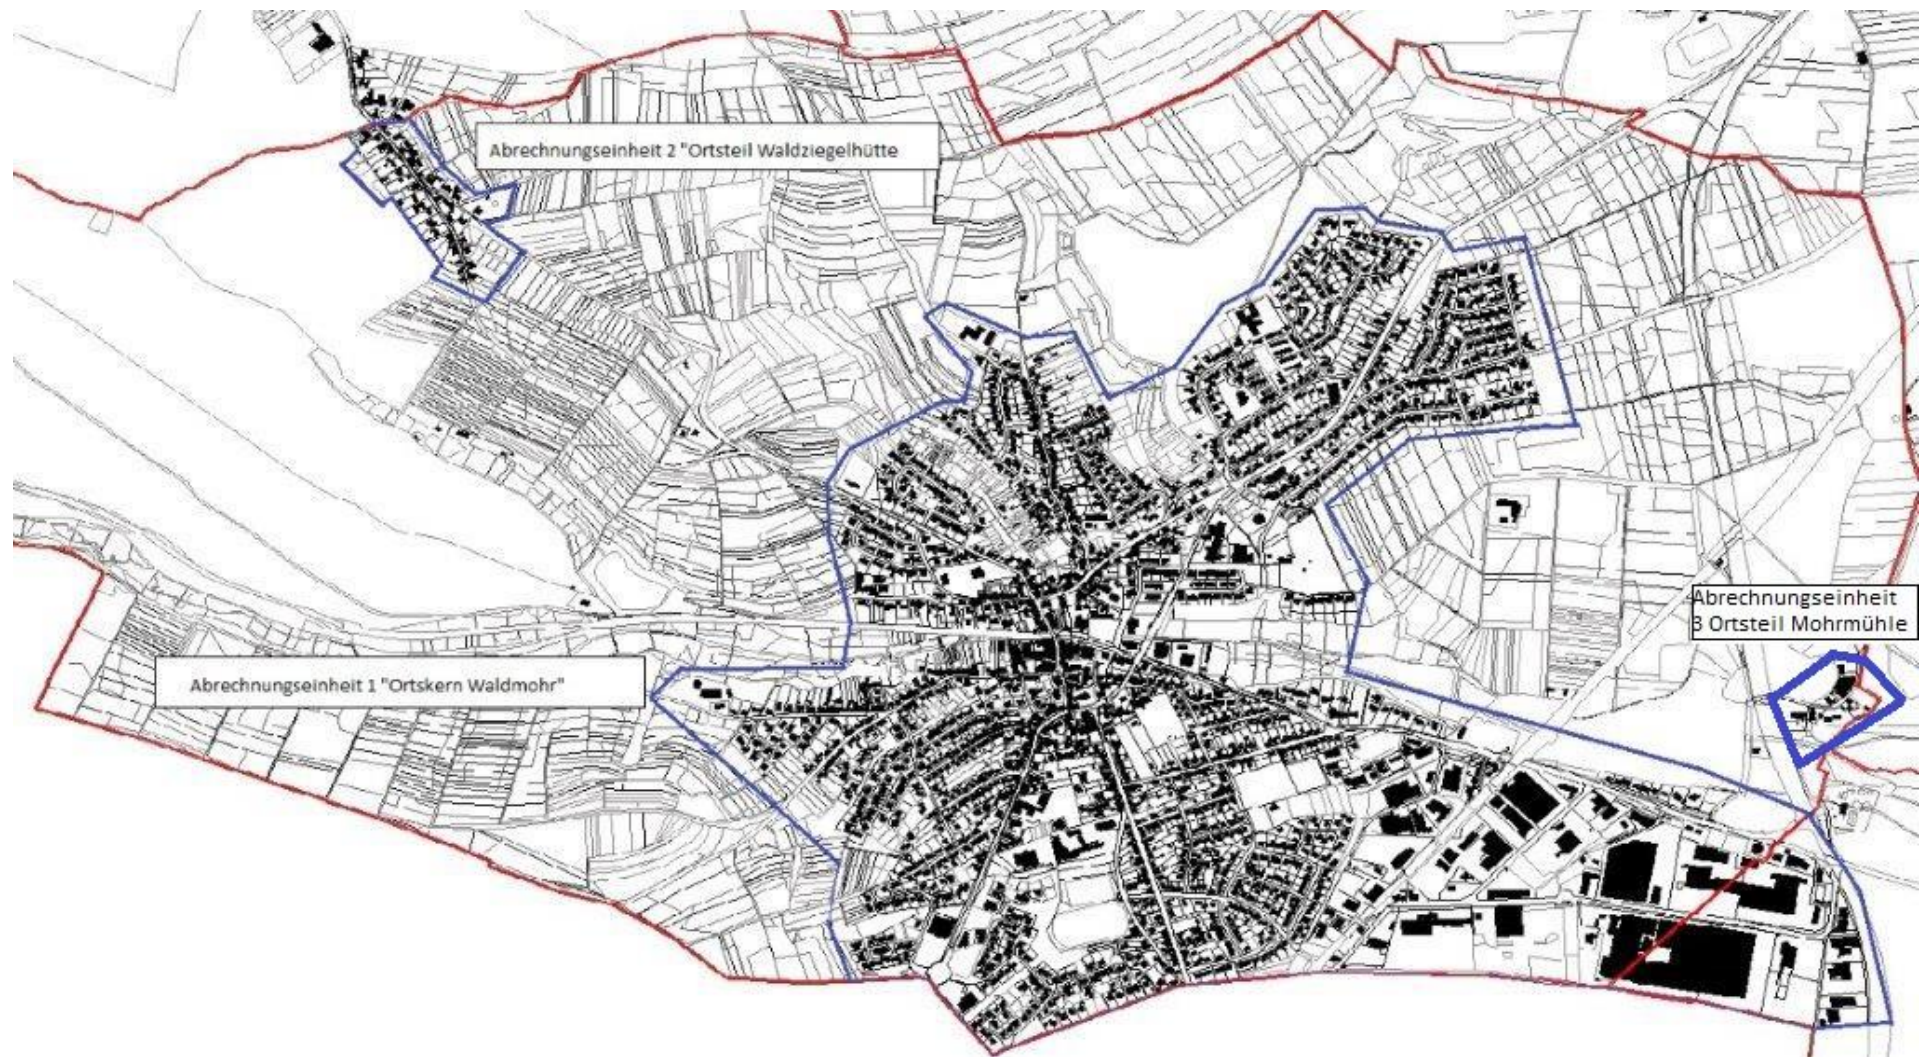 Abrechnungseinheit 2 "Ortsteil Waldziegelhütte
Abrechnungseinheit
3 Ortsteil Mohrmühle
Abrechnungseinheit 1 "Ortskern Waldmohr"